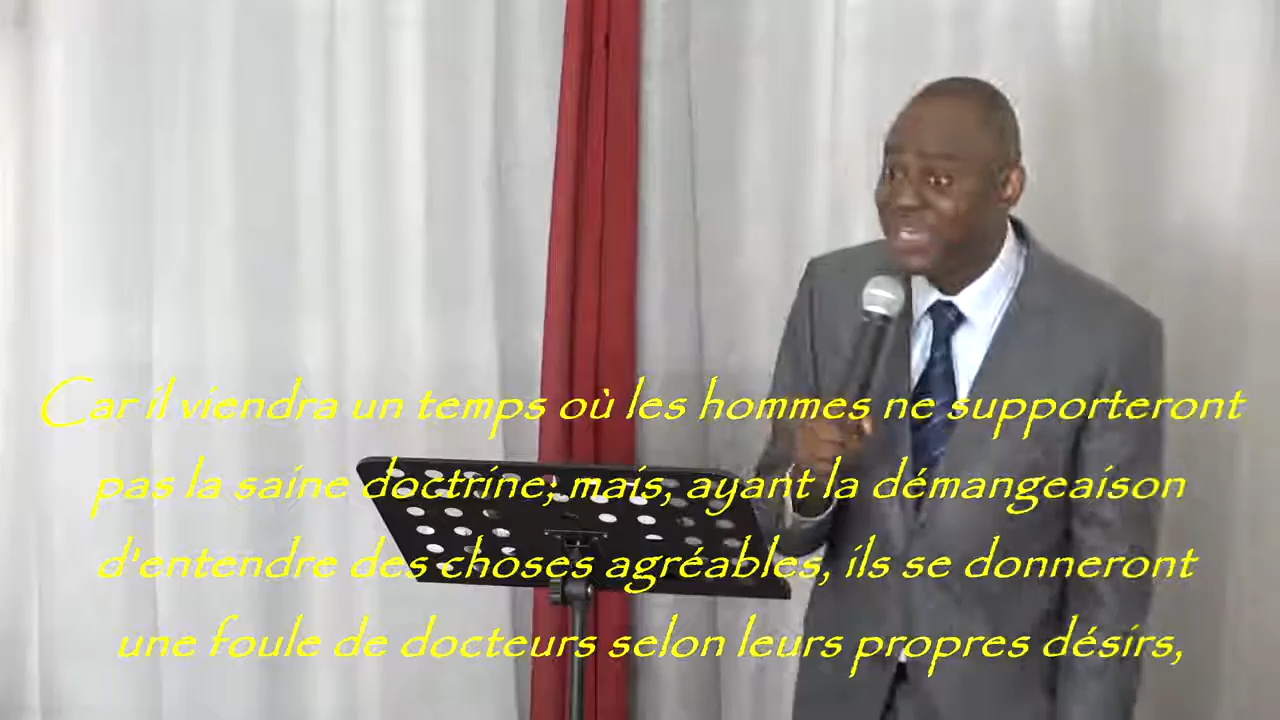 Car il viendra un temps où les hommes ne supporteront
pas la saine doctrine; mais, ayant la démangeaison
d'entendre des choses agréables, ils se donneront
une foule de docteurs selon leurs propres désirs,